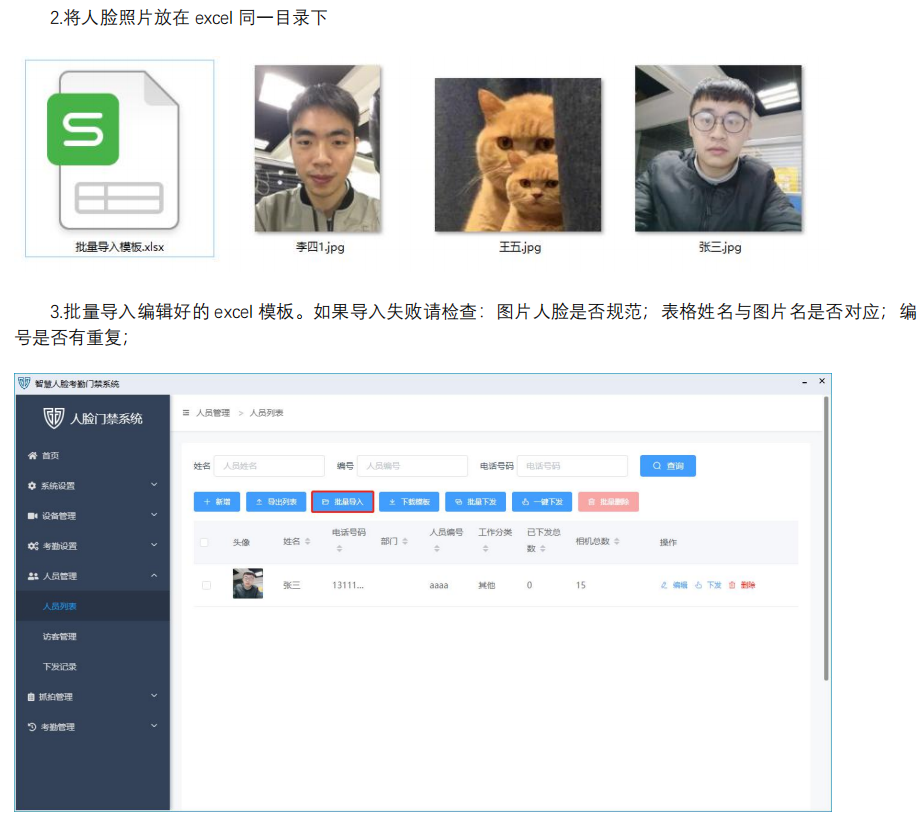 2.将人脸照片放在 excel 同一目录下
批量导入模板.xlsx
李四1.jpg
王五.jpg
张三.jpg
3.批量导入编辑好的 excel 模板。如果导入失败请检查：图片人脸是否规范；表格姓名与图片名是否对应；编
号是否有重复；
智慧人脸考勤门禁系统
人脸门禁系统
人员管理 > 人员列表
首页
系统设置
设备管理
考勤设置
人员管理
人员列表
访客管理
下发记录
抓拍管理
考勤管理
姓名 人员姓名 编号 人员编号 电话号码 电话号码 查询
新增 导出列表 批量导入 下载模板 批量下发 一键下发 批量删除
头像 姓名 电话号码 部门 人员编号 工作分类 已下发总数 相机总数 操作
张三 13111... aaaa 其他 0 15 编辑 下发 删除